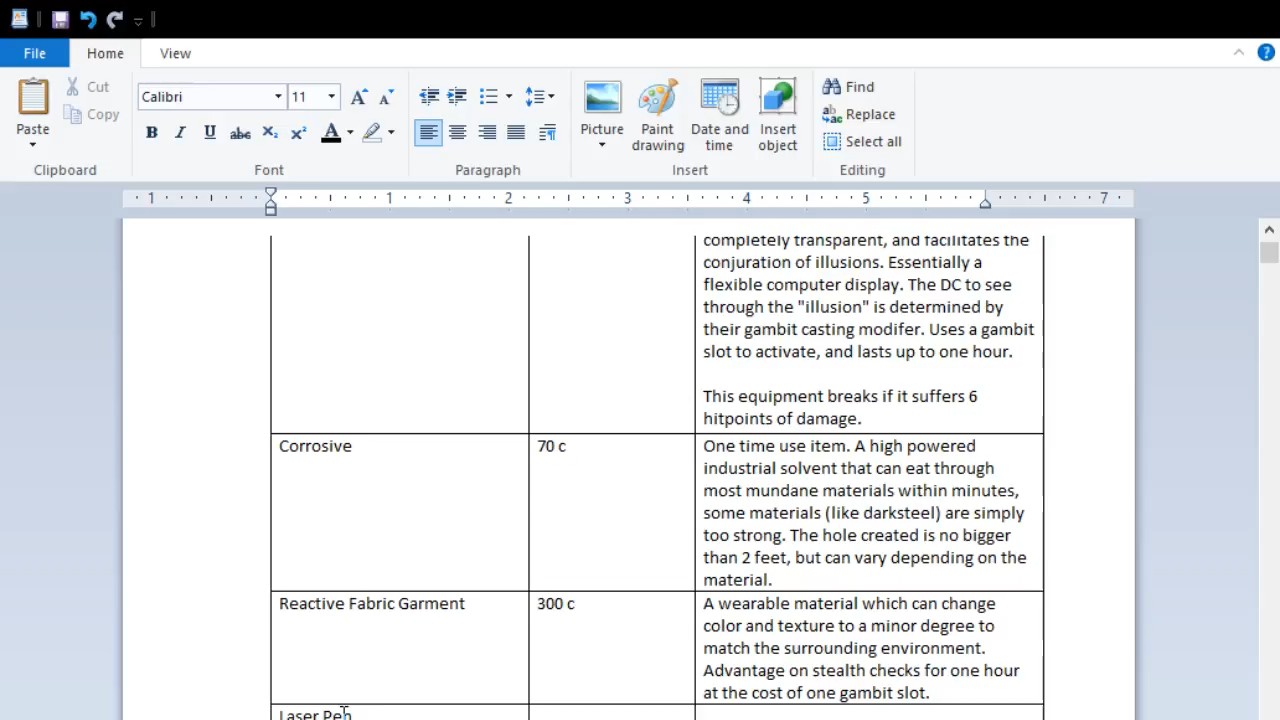 File
Home
View
Paste
Cut
Copy
Clipboard
Calibri
11
Font
Paragraph
Picture
Paint drawing
Date and time
Insert object
Insert
Find
Replace
Select all
Editing
1 1 2 3 4 5 7
completely transparent, and facilitates the
conjuration of illusions. Essentially a
flexible computer display. The DC to see
through the "illusion" is determined by
their gambit casting modifer. Uses a gambit
slot to activate, and lasts up to one hour.
This equipment breaks if it suffers 6
hitpoints of damage.
Corrosive
70 c
One time use item. A high powered
industrial solvent that can eat through
most mundane materials within minutes,
some materials (like darksteel) are simply
too strong. The hole created is no bigger
than 2 feet, but can vary depending on the
material.
Reactive Fabric Garment
300 c
A wearable material which can change
color and texture to a minor degree to
match the surrounding environment.
Advantage on stealth checks for one hour
at the cost of one gambit slot.
Laser Pen